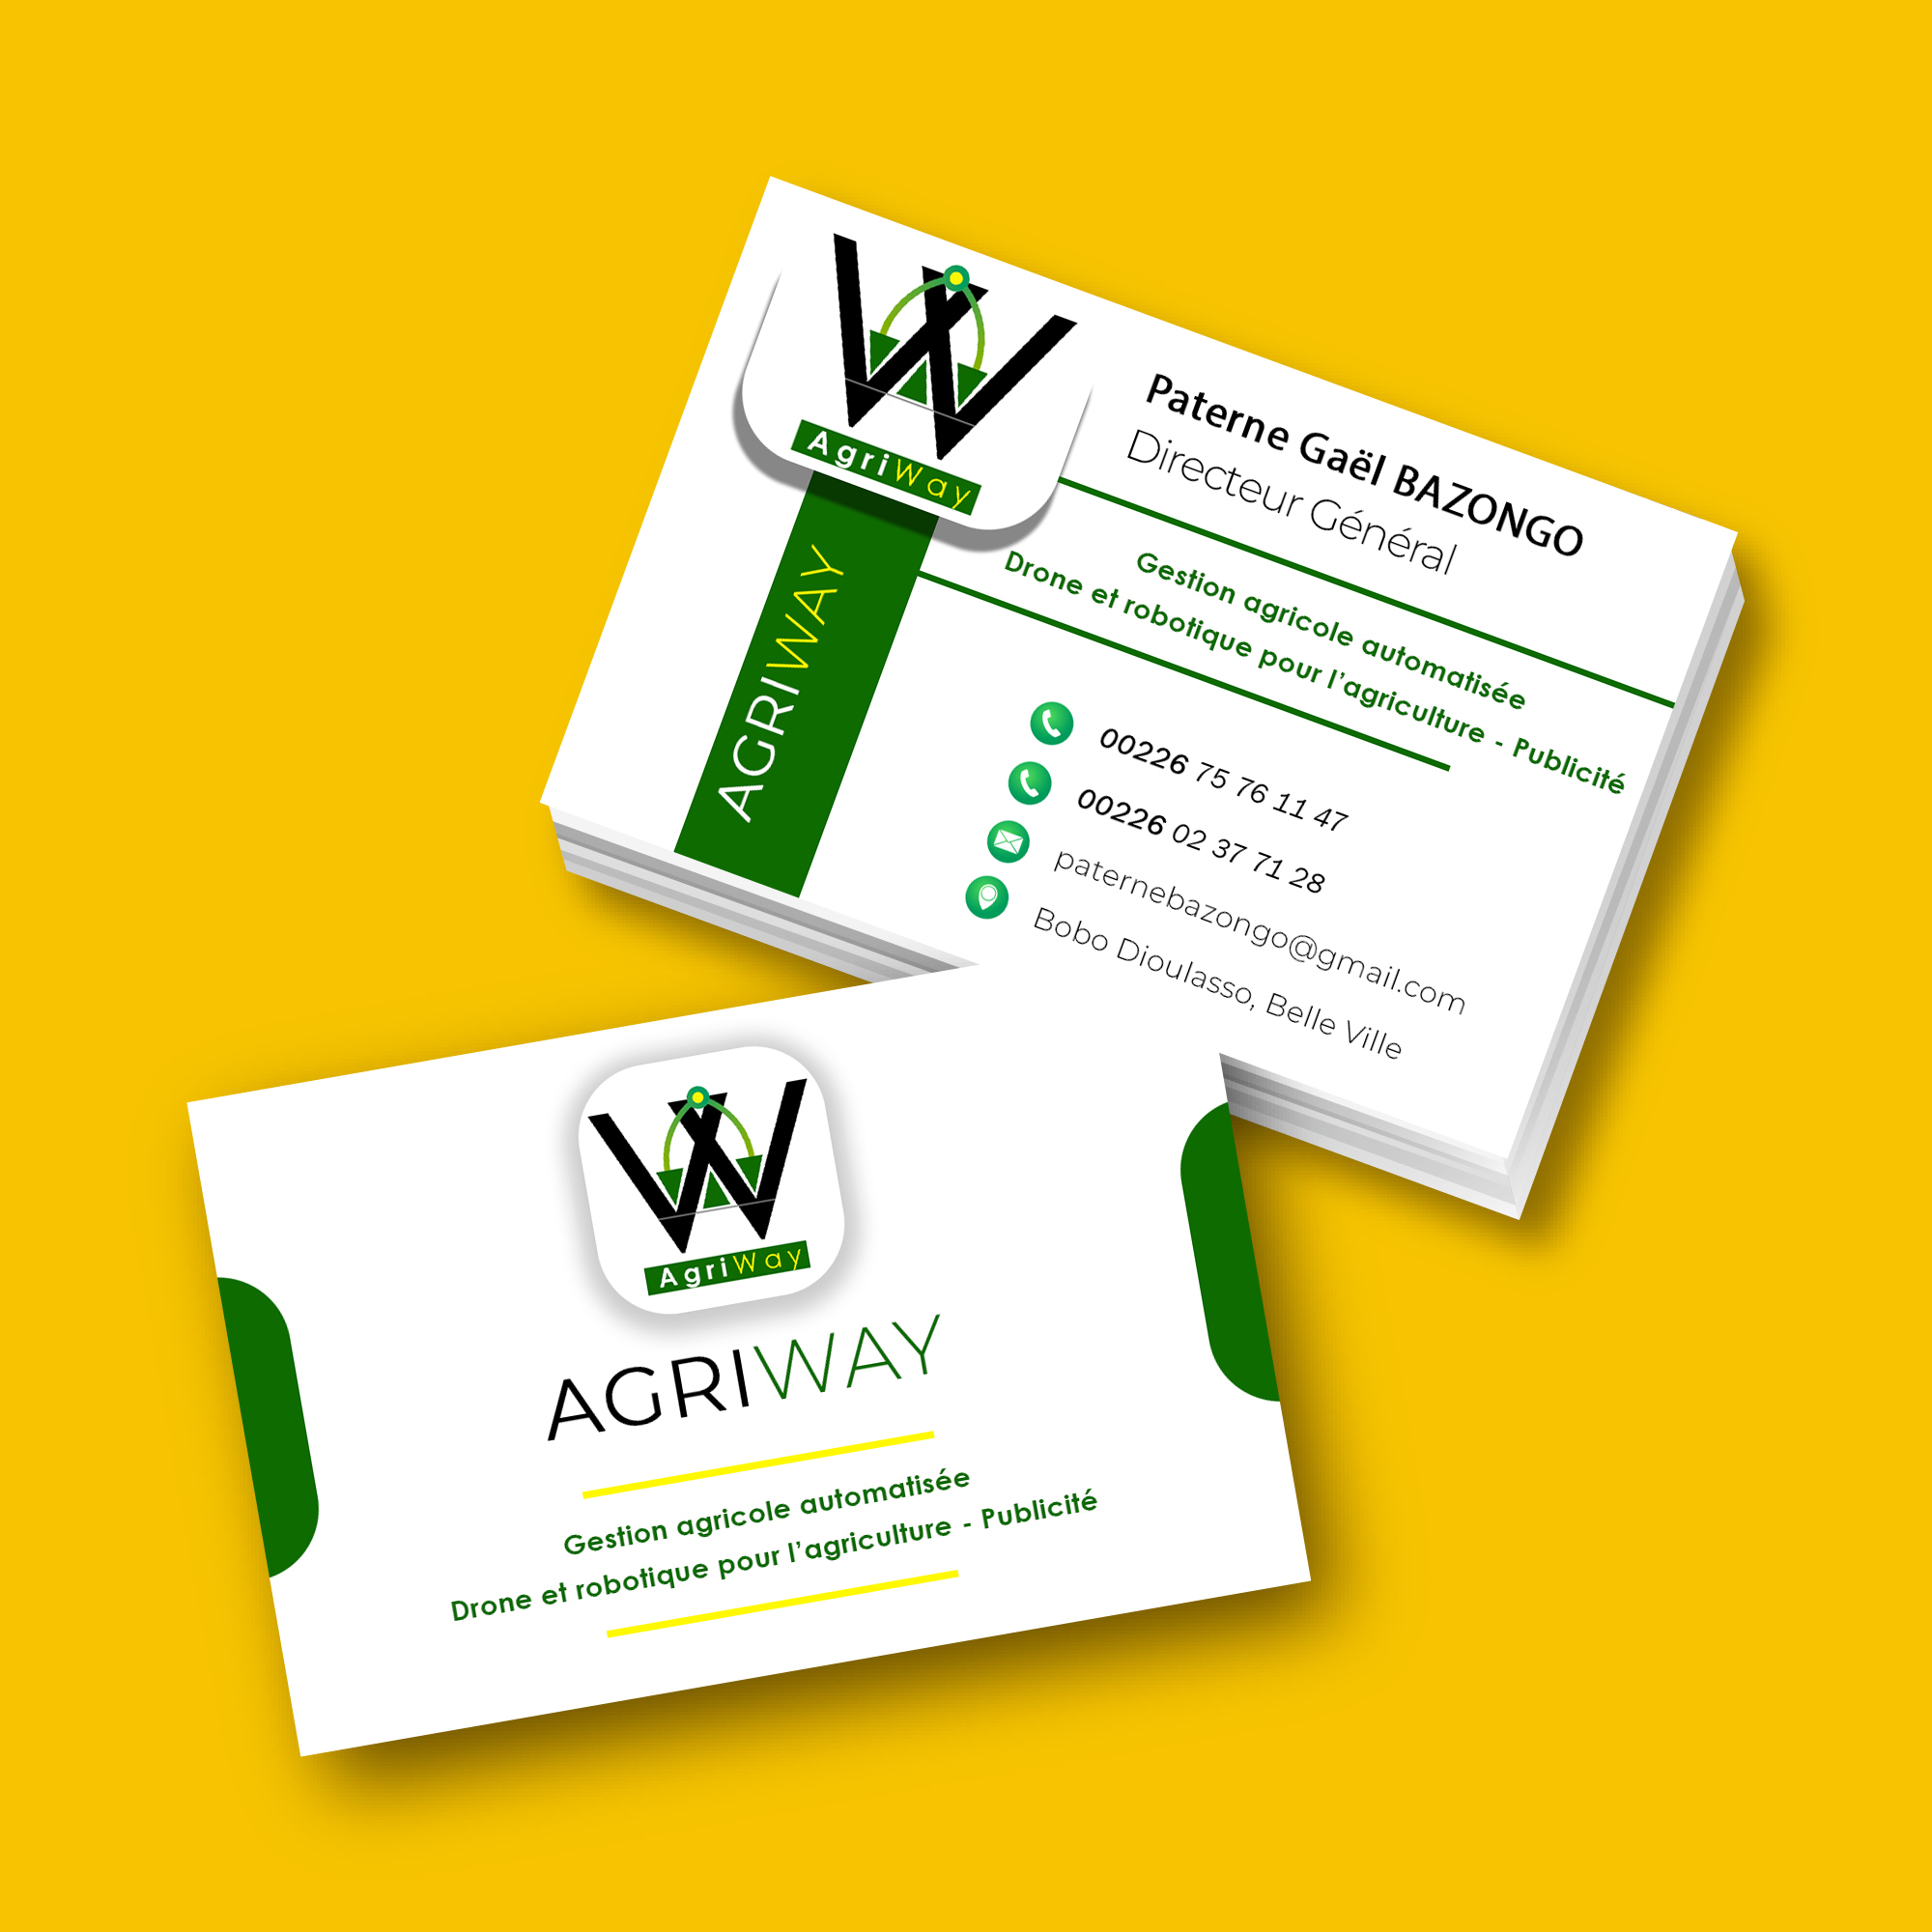 AgriWay
AGRIWAY
Paterne Gaël BAZONGO
Directeur Général
Gestion agricole automatisée
Drone et robotique pour l'agriculture - Publicité
00226 75 76 11 47
00226 02 37 71 28
paternebazongo@gmail.com
Bobo Dioulasso, Belle Ville
AgriWay
AGRIWAY
Gestion agricole automatisée
Drone et robotique pour l'agriculture - Publicité